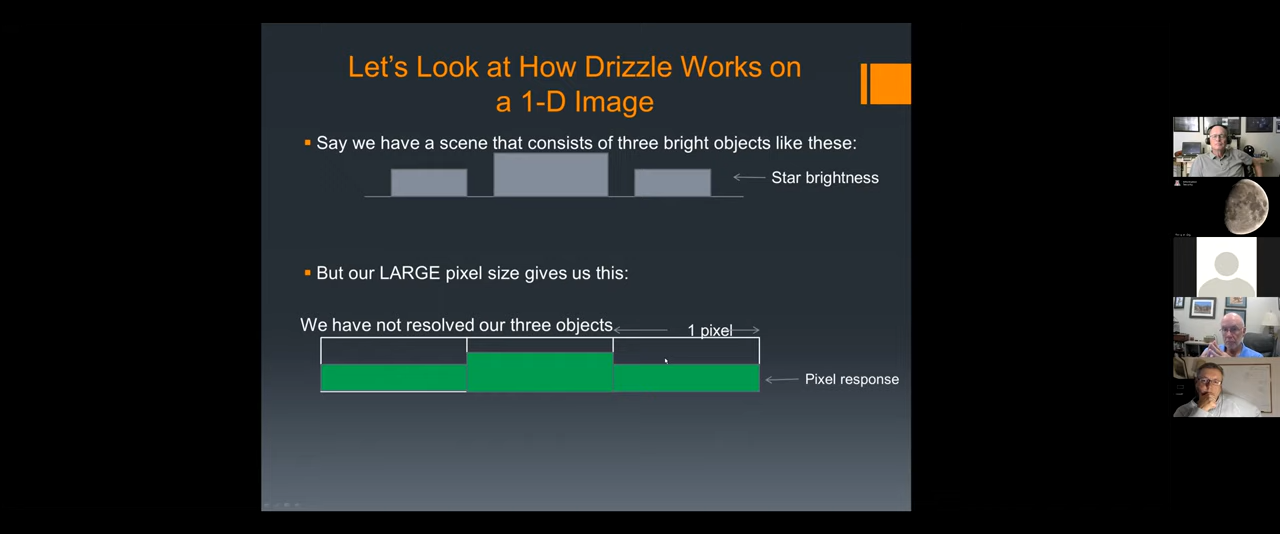 Let's Look at How Drizzle Works on
a 1-D Image
Say we have a scene that consists of three bright objects like these:
Star brightness
But our LARGE pixel size gives us this:
We have not resolved our three objects
1 pixel
Pixel response